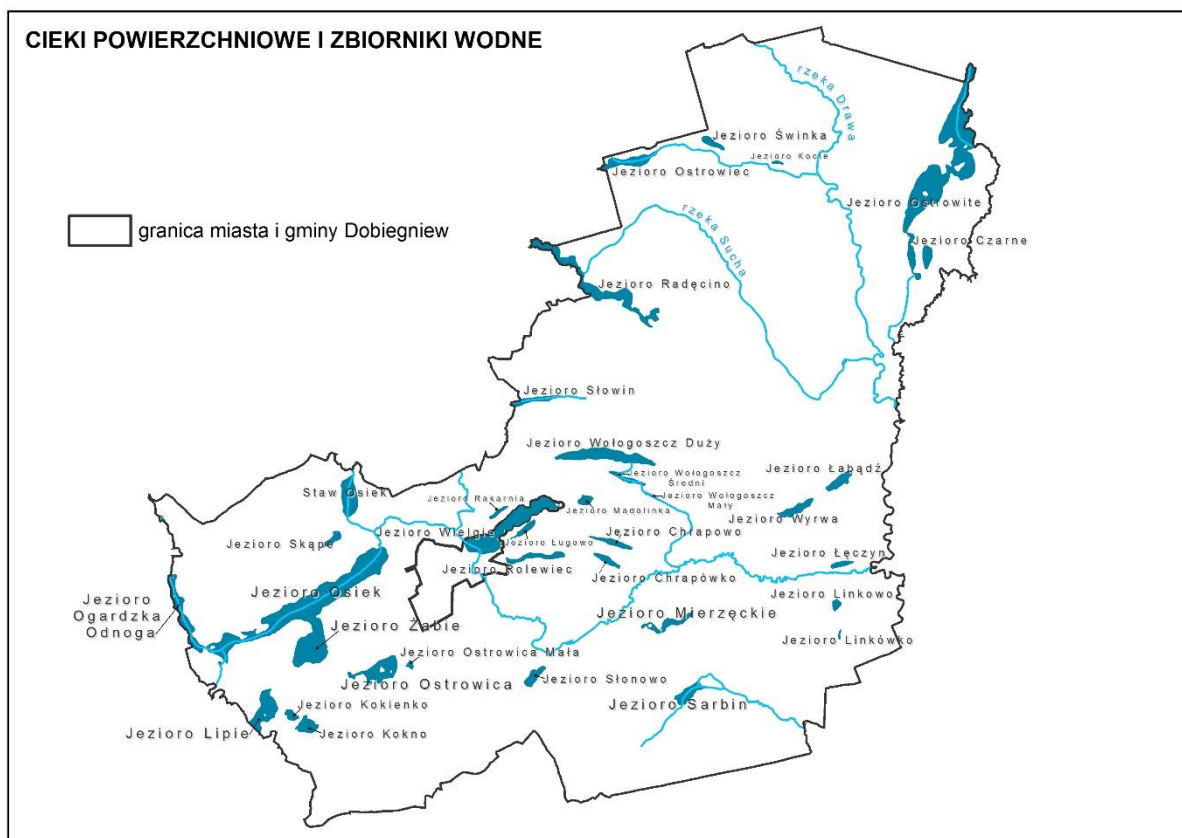 CIEKI POWIERZCHNIOWE I ZBIORNIKI WODNE
rzeka Drawa
Jezioro Świnka
Jezioro Kocie
Jezioro Ostrowiec
Jezioro Ostrowite
granica miasta i gminy Dobiegniew
rzeka Sucha
Jezioro Czarne
Jezioro Radęcino
Jezioro Słowin
Jezioro Wołogoszcz Duży
Jezioro Łabądź
Jezioro Wołogoszcz
Średni
Staw Osiek
Jezioro Rakarnia
Jezioro Wołogoszcz
Mały
Jezioro Madolinka
Jezioro Wyrwa
Jezioro Wielgie
Jezioro Chrapowo
Jezioro Skąpe
Jezioro Ługowo
Jezioro Łęczyn
Jezioro Rolewiec
Jezioro Chrapówko
Jezioro Osiek
Jezioro Linkowo
Jezioro
Ogardzka
Odnoga
Jezioro Mierzęckie
Jezioro Żabie
Jezioro Linkówko
Jezioro Ostrowica Mała
Jezioro Ostrowica
Jezioro Słonowo
Jezioro Sarbin
Jezioro Kokienko
Jezioro Lipie
Jezioro Kokno